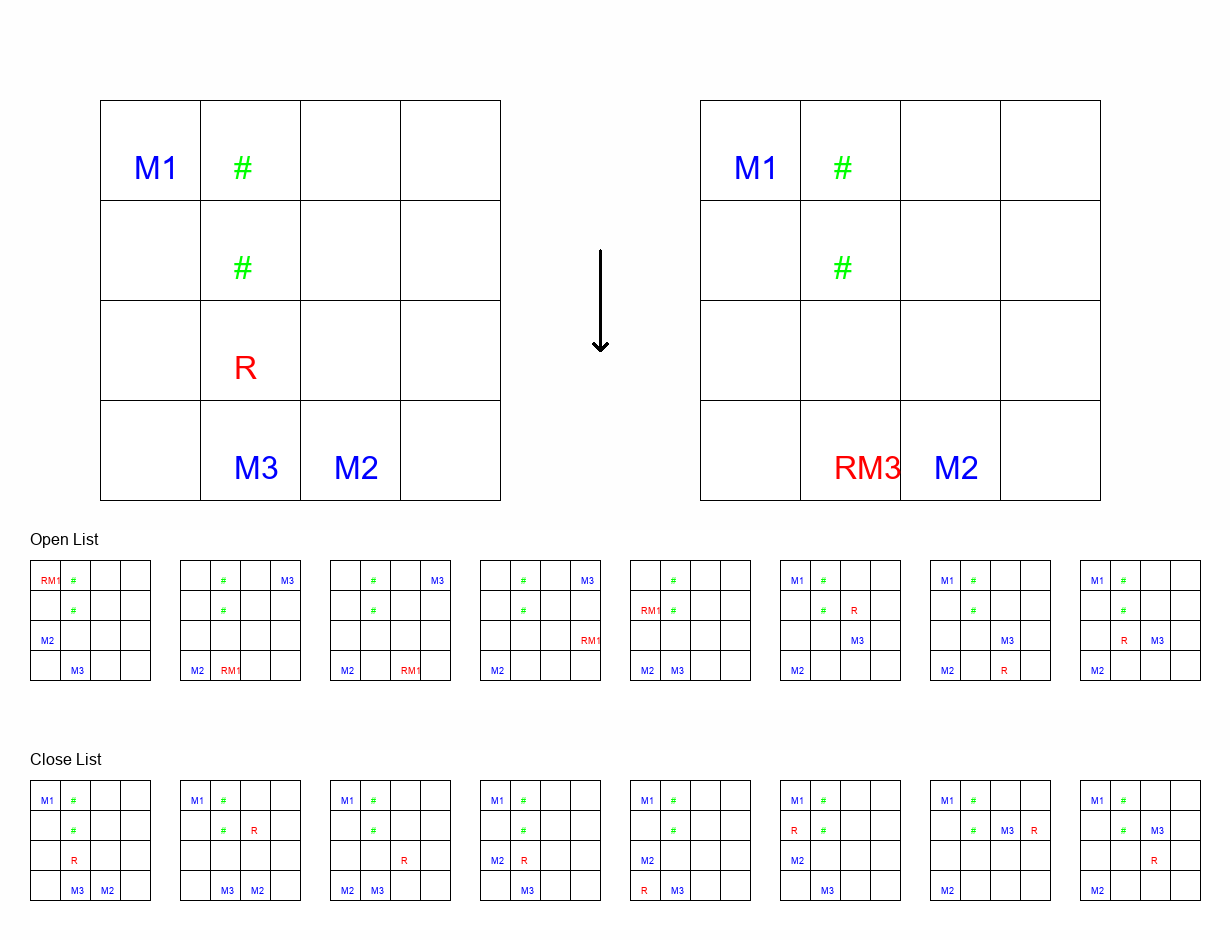 M1 # M1 #
# #
R
M3 M2 RM3 M2
Open List
RM1 # # M3 # M3 # M3 # M1 # M1 # M1 #
# # # # RM1 # # R # #
M2 RM1 M3 M3 R M3
M3 M2 RM1 M2 RM1 M2 M2 M3 M2 M2 R M2
Close List
M1 # M1 # M1 # M1 # M1 # M1 # M1 # M1 #
# # R # # # R # # M3 R # M3
R R M2 R M2 M2 R
M3 M2 M3 M2 M2 M3 M3 R M3 M3 M2 M2